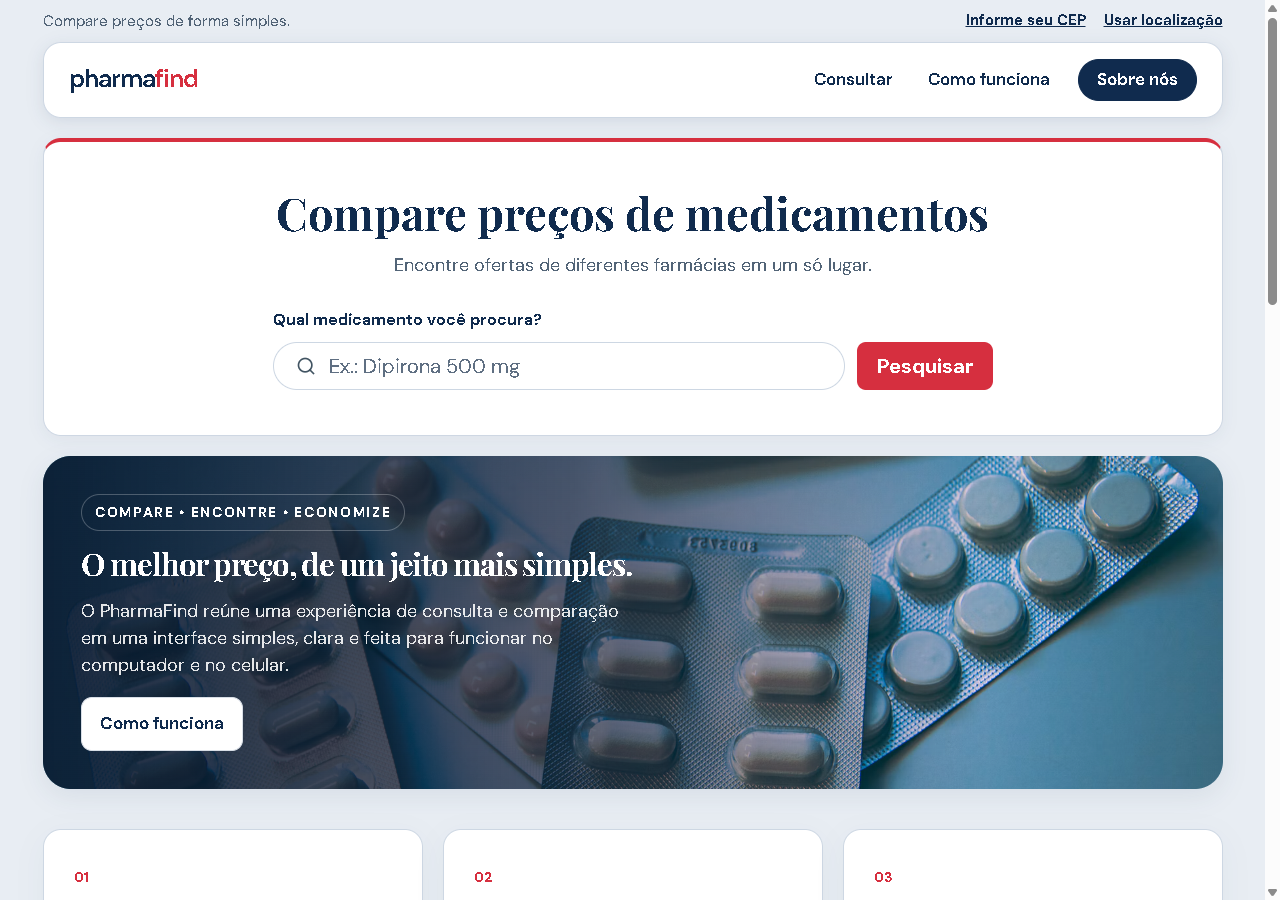 Compare preços de forma simples.
Informe seu CEP
Usar localização
pharmafind
Consultar
Como funciona
Sobre nós
Compare preços de medicamentos
Encontre ofertas de diferentes farmácias em um só lugar.
Qual medicamento você procura?
Ex.: Dipirona 500 mg
Pesquisar
COMPARE • ENCONTRE • ECONOMIZE
O melhor preço, de um jeito mais simples.
O PharmaFind reúne uma experiência de consulta e comparação
em uma interface simples, clara e feita para funcionar no
computador e no celular.
Como funciona
01
02
03